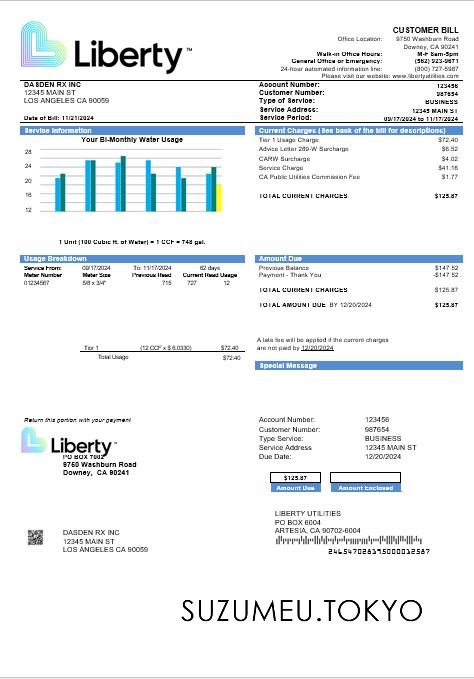 Liberty™
CUSTOMER BILL
Office Location: 9750 Washburn Road
Downey, CA 90241
Walk-in Office Hours: M-F 8am-5pm
General Office or Emergency: (562) 923-9671
24-hour automated information line: (800) 727-5987
Please visit our website: www.libertyutilities.com
DASDEN RX INC
12345 MAIN ST
LOS ANGELES CA 90059
Date of Bill: 11/21/2024
Account Number: 123456
Customer Number: 987654
Type of Service: BUSINESS
Service Address: 12345 MAIN ST
Service Period: 09/17/2024 to 11/17/2024
Service Information
Your Bi-Monthly Water Usage
28
24
22
20
18
16
12
1 Unit (100 Cubic ft. of Water) = 1 CCF = 748 gal.
Current Charges (See back of the bill for descriptions)
Tier 1 Usage Charge $72.40
Advice Letter 289-W Surcharge $6.52
CARW Surcharge $4.02
Service Charge $41.16
CA Public Utilities Commission Fee $1.77
TOTAL CURRENT CHARGES $125.87
Usage Breakdown
Service From: 09/17/2024 To: 11/17/2024 62 days
Meter Number Meter Size Previous Read Current Read Usage
01234567 5/8 x 3/4" 715 727 12
Tier 1 (12 CCF x $ 6.0330) $72.40
Total Usage $72.40
Amount Due
Previous Balance $147.52
Payment - Thank You -$147.52
TOTAL CURRENT CHARGES $125.87
TOTAL AMOUNT DUE BY 12/20/2024 $125.87
A late fee will be applied if the current charges
are not paid by 12/20/2024
Special Message
Return this portion with your payment
Liberty™
PO BOX 7002
9750 Washburn Road
Downey, CA 90241
Account Number: 123456
Customer Number: 987654
Type Service: BUSINESS
Service Address 12345 MAIN ST
Due Date: 12/20/2024
$125.87
Amount Due Amount Enclosed
DASDEN RX INC
12345 MAIN ST
LOS ANGELES CA 90059
LIBERTY UTILITIES
PO BOX 6004
ARTESIA, CA 90702-6004
SUZUMEU.TOKYO